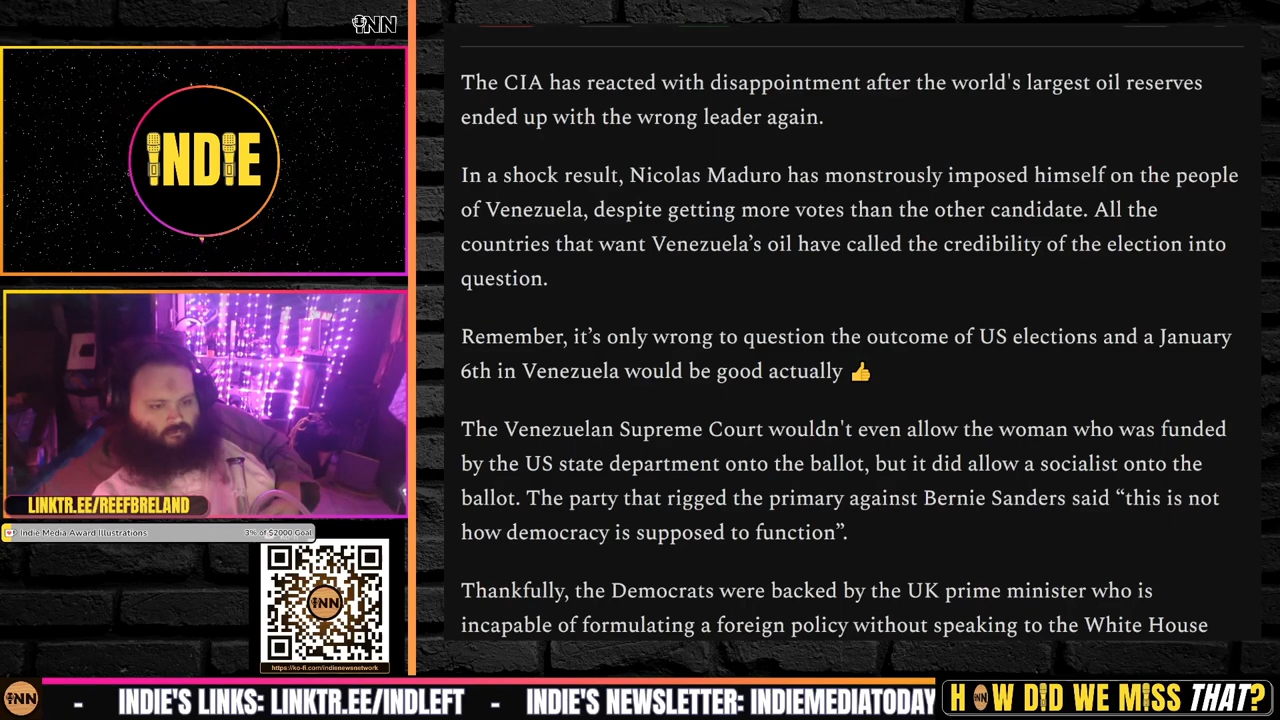 INN
INDIE
LINKTR.EE/REEFBRELAND
Indie Media Award Illustrations 3% of $2000 Goal
INN
https://ko-fi.com/indienewsnetwork
The CIA has reacted with disappointment after the world's largest oil reserves
ended up with the wrong leader again.
In a shock result, Nicolas Maduro has monstrously imposed himself on the people
of Venezuela, despite getting more votes than the other candidate. All the
countries that want Venezuela’s oil have called the credibility of the election into
question.
Remember, it’s only wrong to question the outcome of US elections and a January
6th in Venezuela would be good actually 👍
The Venezuelan Supreme Court wouldn't even allow the woman who was funded
by the US state department onto the ballot, but it did allow a socialist onto the
ballot. The party that rigged the primary against Bernie Sanders said “this is not
how democracy is supposed to function”.
Thankfully, the Democrats were backed by the UK prime minister who is
incapable of formulating a foreign policy without speaking to the White House
INN - INDIE'S LINKS: LINKTR.EE/INDLEFT - INDIE'S NEWSLETTER: INDIEMEDIATODAY
HOW DID WE MISS THAT?